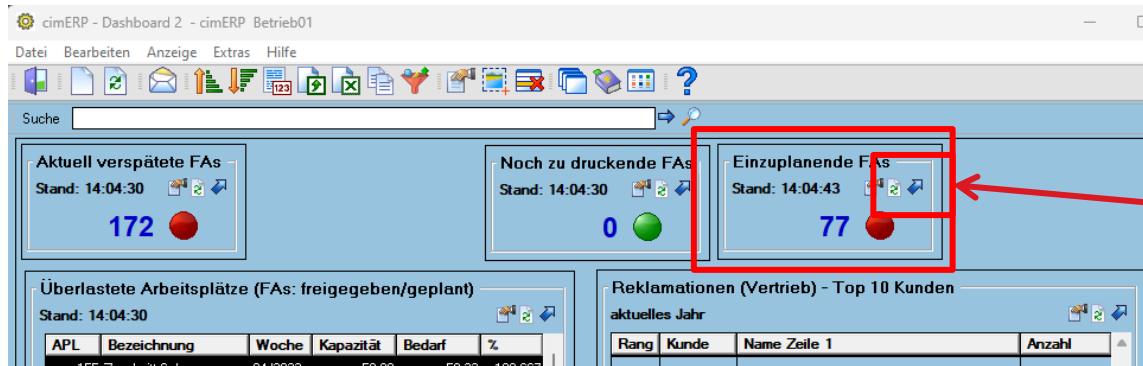 cimERP - Dashboard 2 - cimERP Betrieb01
Datei Bearbeiten Anzeige Extras Hilfe
123
Suche
Aktuell verspätete FAs
Stand: 14:04:30
172
Noch zu druckende FAs
Stand: 14:04:30
0
Einzuplanende FAs
Stand: 14:04:43
77
Überlastete Arbeitsplätze (FAs: freigegeben/geplant)
Stand: 14:04:30
APL Bezeichnung Woche Kapazität Bedarf %
Reklamationen (Vertrieb) - Top 10 Kunden
aktuelles Jahr
Rang Kunde Name Zeile 1 Anzahl